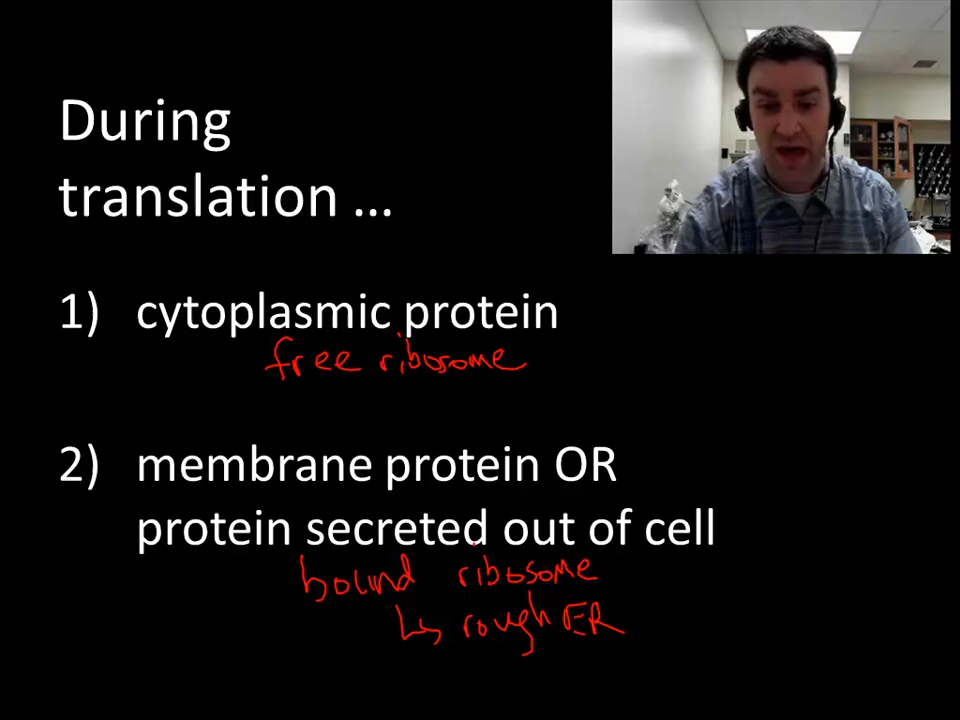 During
translation ...
1) cytoplasmic protein
free ribosome
2) membrane protein OR
protein secreted out of cell
bound ribosome
↳ rough ER